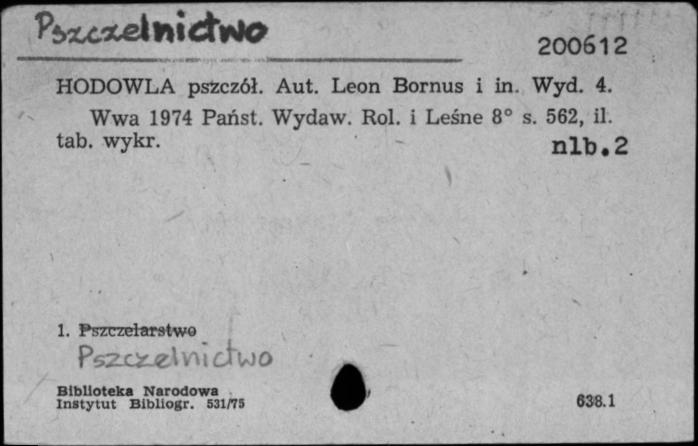 Pszczelnictwo
200612
HODOWLA pszczół. Aut. Leon Bornus i in. Wyd. 4.
Wwa 1974 Państ. Wydaw. Rol. i Leśne 8° s. 562, il.
tab. wykr. nlb.2
1. Pszczelarstwo
Pszczelnictwo
Biblioteka Narodowa
Instytut Bibliogr. 531/75 638.1